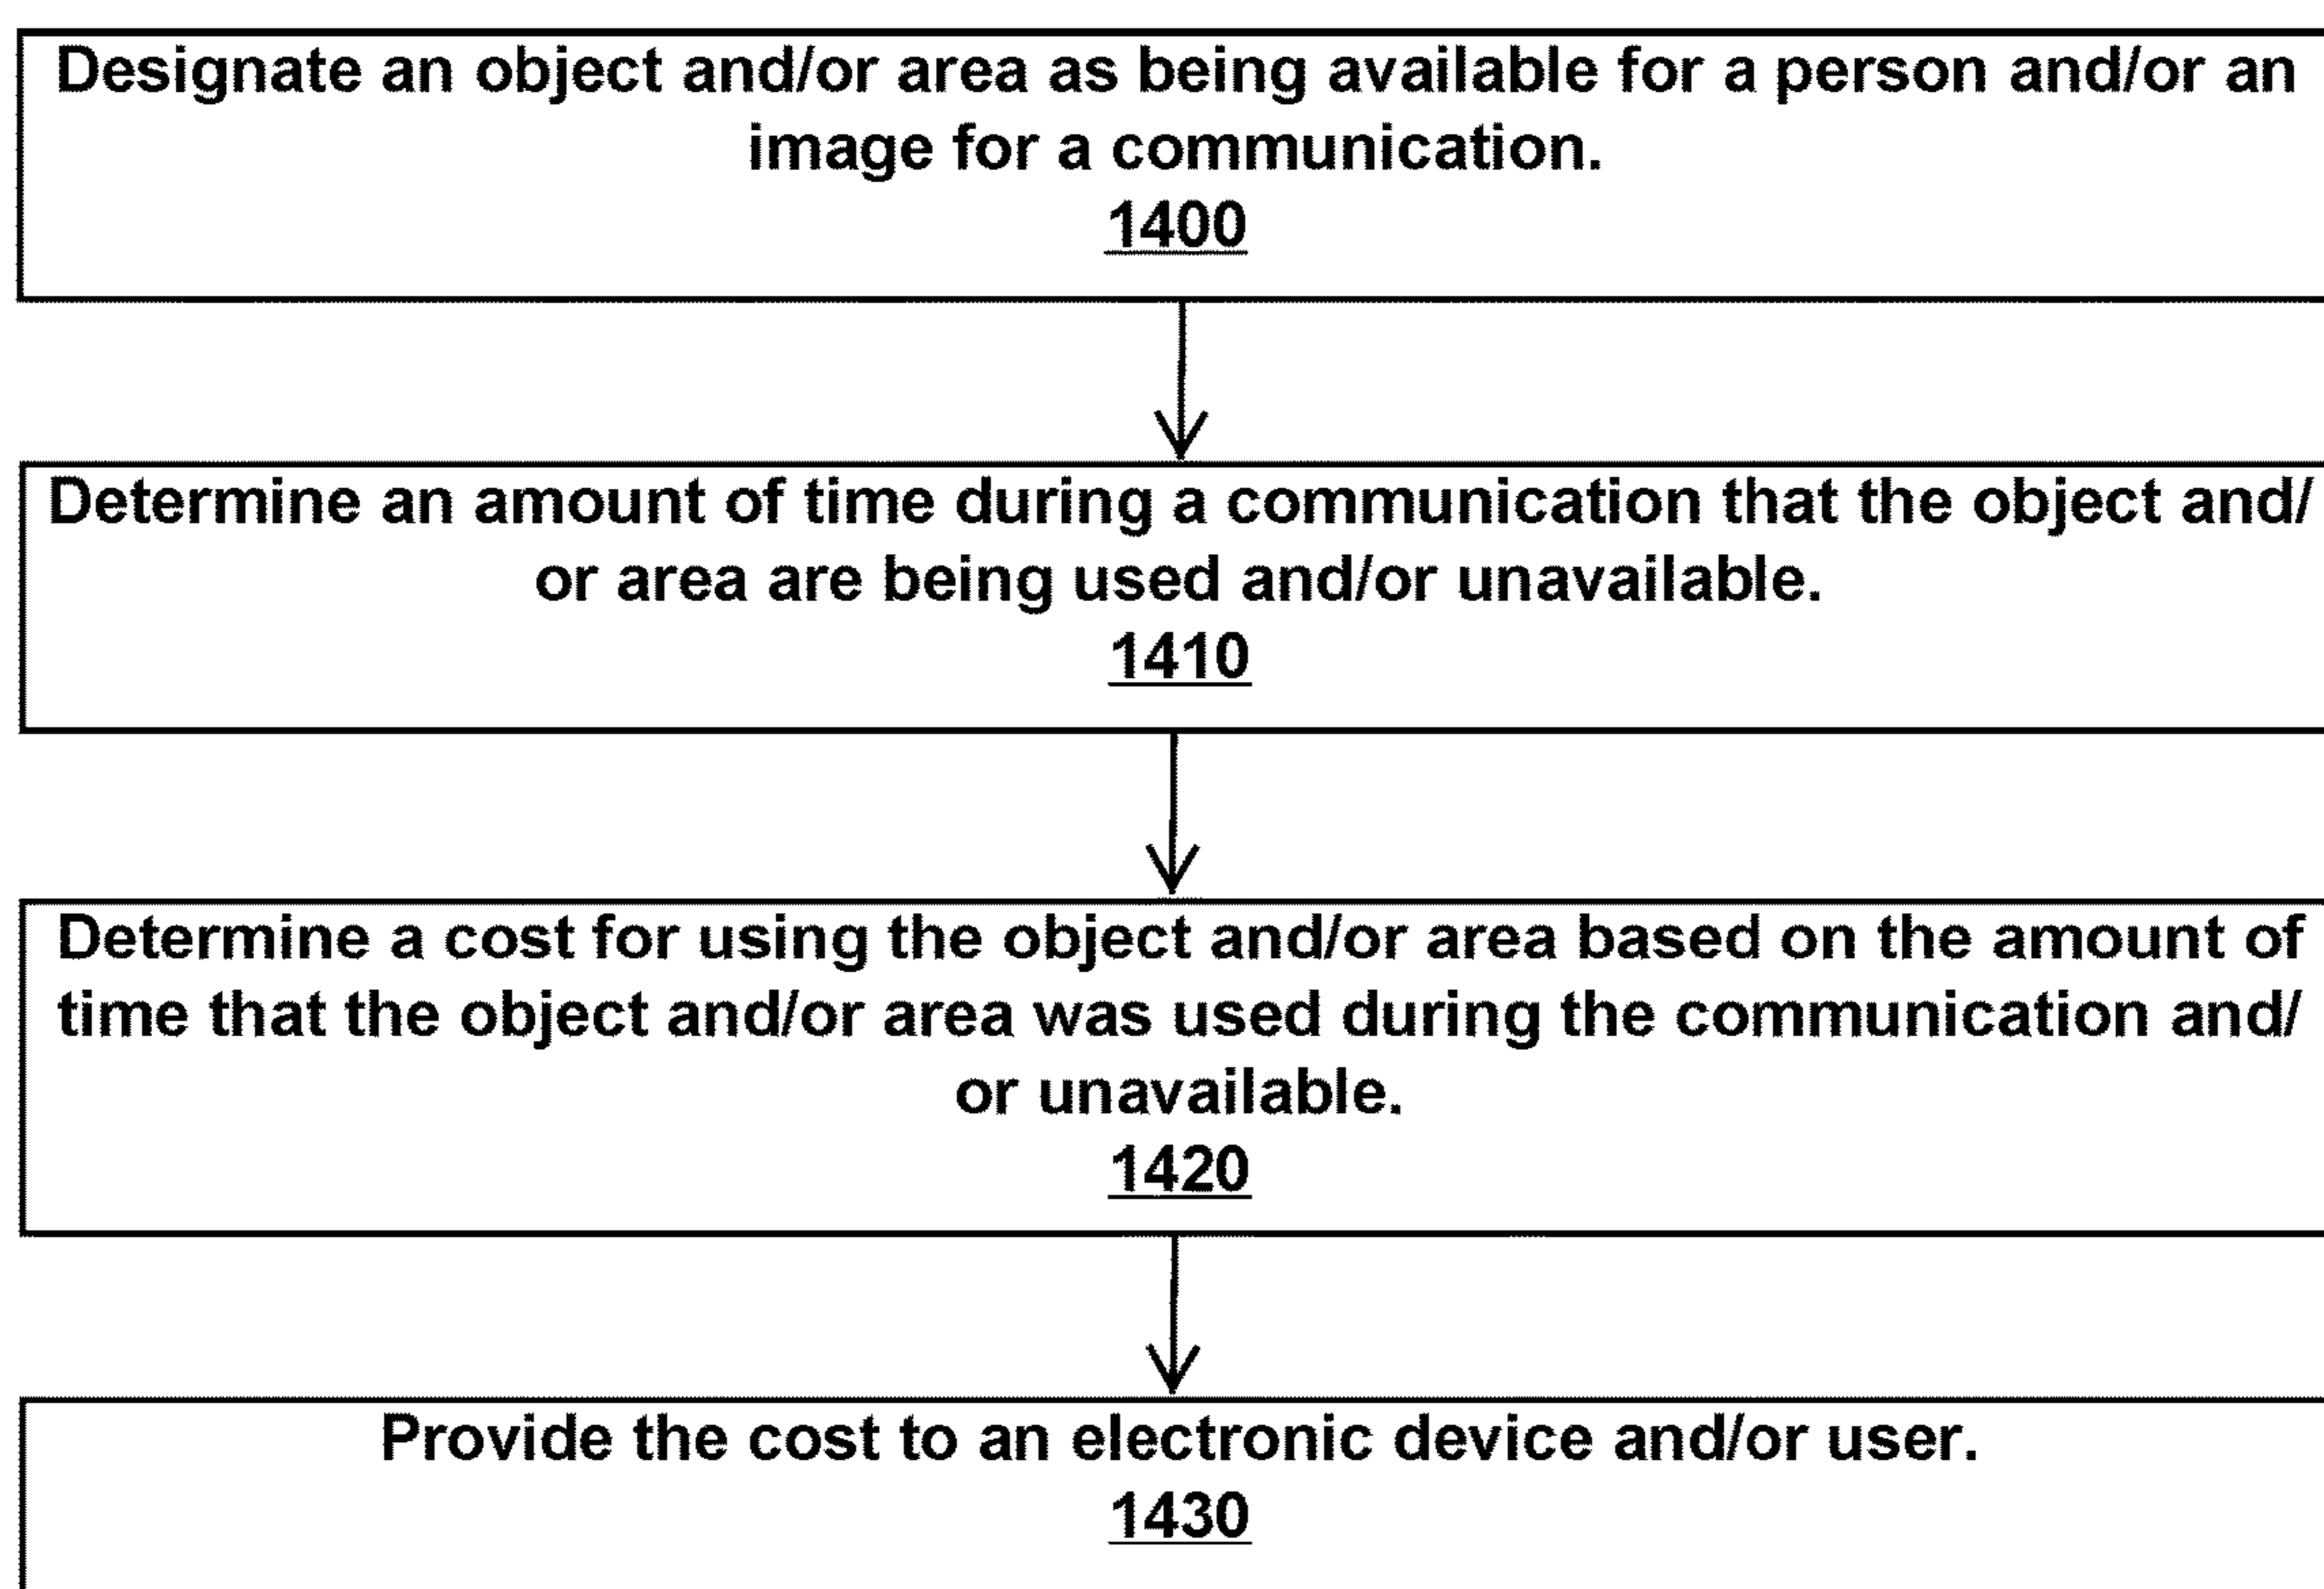 Designate an object and/or area as being available for a person and/or an
image for a communication.
1400
Determine an amount of time during a communication that the object and/
or area are being used and/or unavailable.
1410
Determine a cost for using the object and/or area based on the amount of
time that the object and/or area was used during the communication and/
or unavailable.
1420
Provide the cost to an electronic device and/or user.
1430